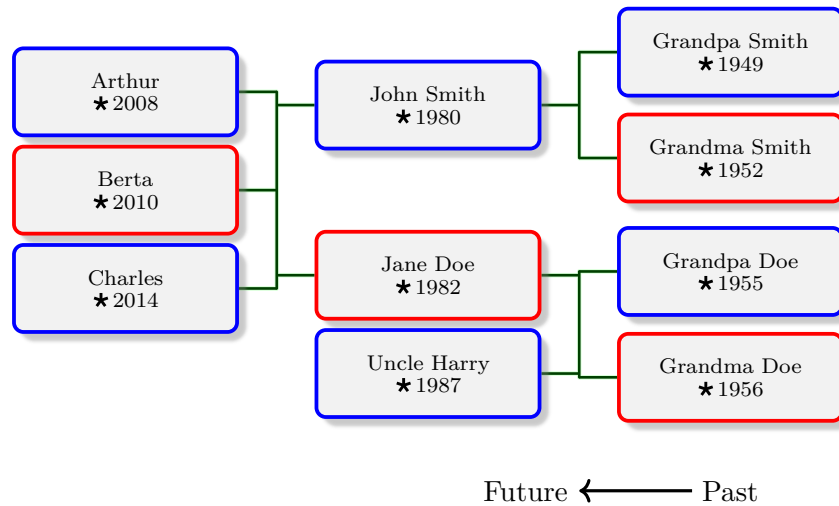 Arthur
★2008
Berta
★2010
Charles
★2014
John Smith
★1980
Jane Doe
★1982
Uncle Harry
★1987
Grandpa Smith
★1949
Grandma Smith
★1952
Grandpa Doe
★1955
Grandma Doe
★1956
Future
Past